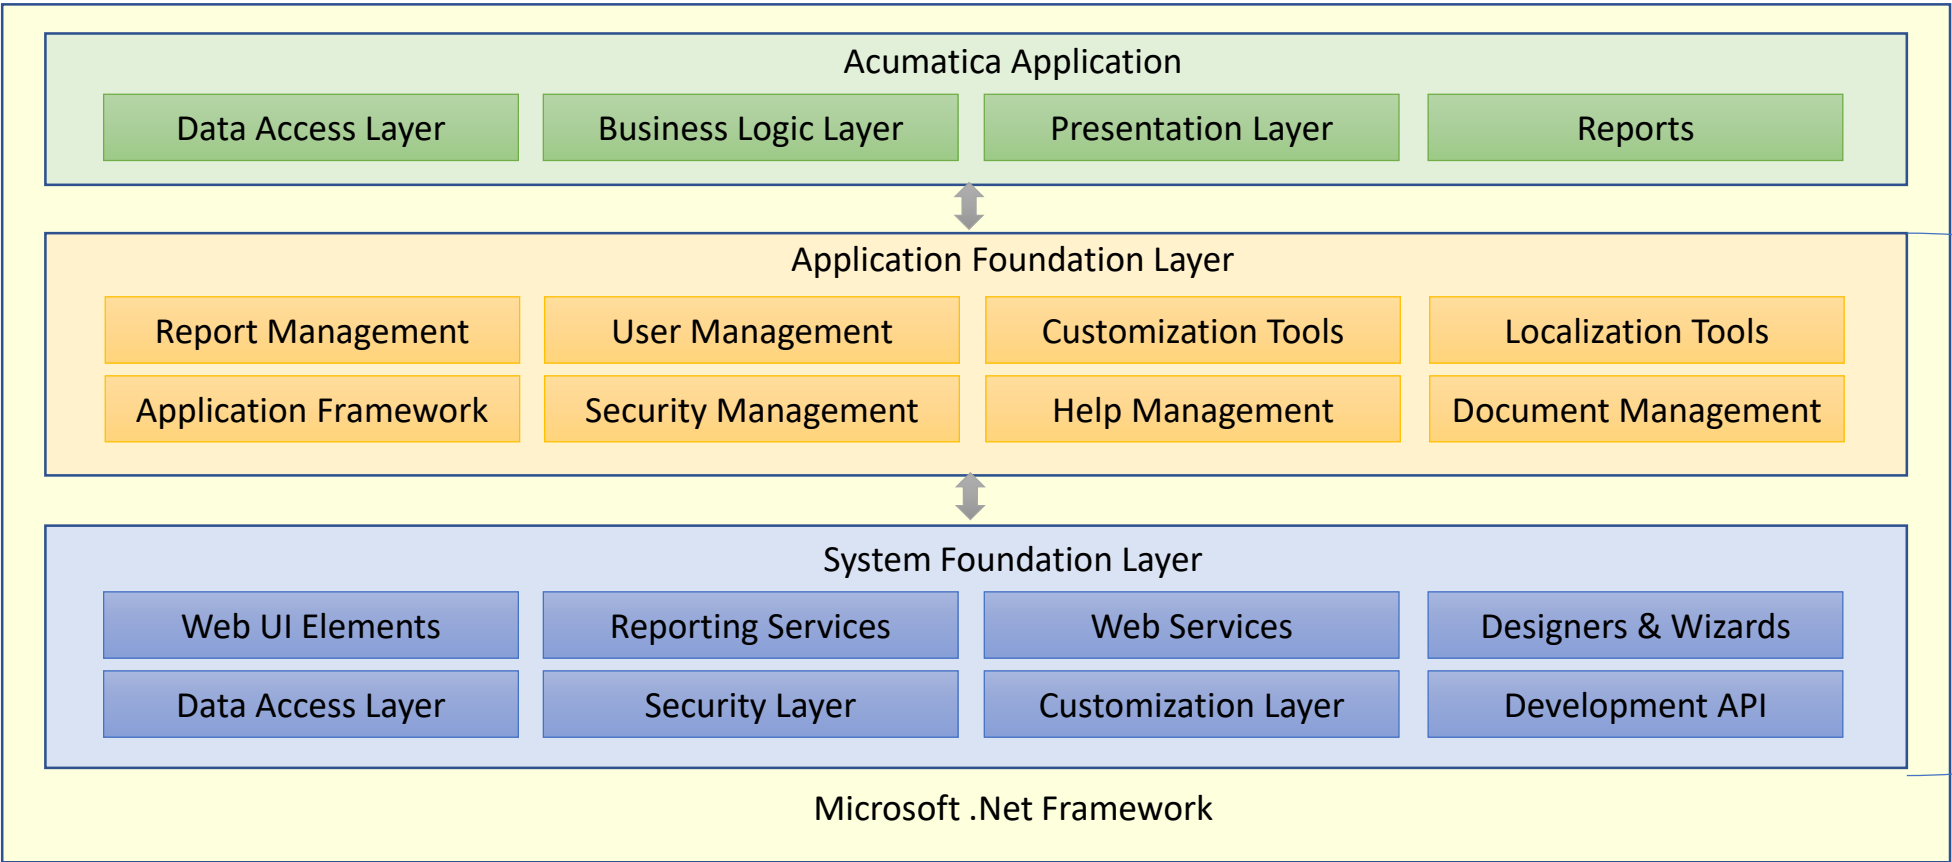 Acumatica Application
Data Access Layer
Business Logic Layer
Presentation Layer
Reports
Application Foundation Layer
Report Management
User Management
Customization Tools
Localization Tools
Application Framework
Security Management
Help Management
Document Management
System Foundation Layer
Web UI Elements
Reporting Services
Web Services
Designers & Wizards
Data Access Layer
Security Layer
Customization Layer
Development API
Microsoft .Net Framework